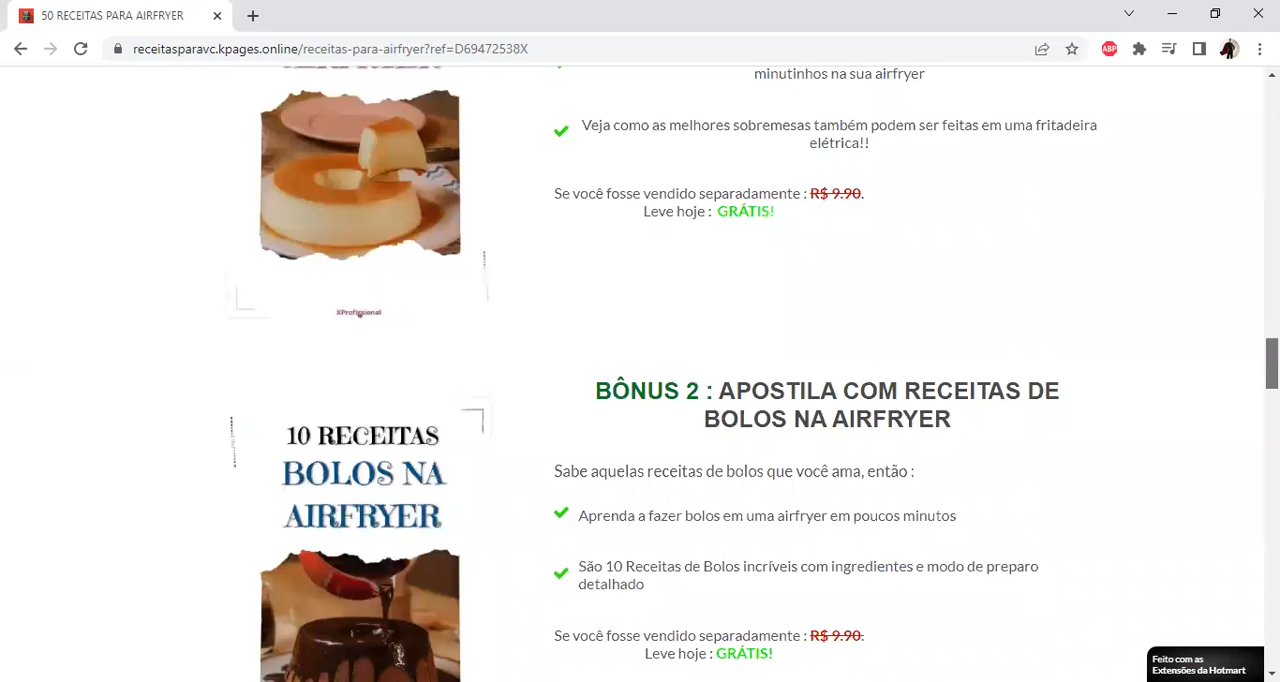 50 RECEITAS PARA AIRFRYER
receitasparavc.kpages.online/receitas-para-airfryer?ref=D69472538X
ABP
minutinhos na sua airfryer
Veja como as melhores sobremesas também podem ser feitas em uma fritadeira
elétrica!!
Se você fosse vendido separadamente : R$ 9.90.
Leve hoje : GRÁTIS!
XProfissional
BÔNUS 2 : APOSTILA COM RECEITAS DE
BOLOS NA AIRFRYER
10 RECEITAS
BOLOS NA
AIRFRYER
Sabe aquelas receitas de bolos que você ama, então :
Aprenda a fazer bolos em uma airfryer em poucos minutos
São 10 Receitas de Bolos incríveis com ingredientes e modo de preparo
detalhado
Se você fosse vendido separadamente : R$ 9.90.
Leve hoje : GRÁTIS!
Feito com as
Extensões da Hotmart